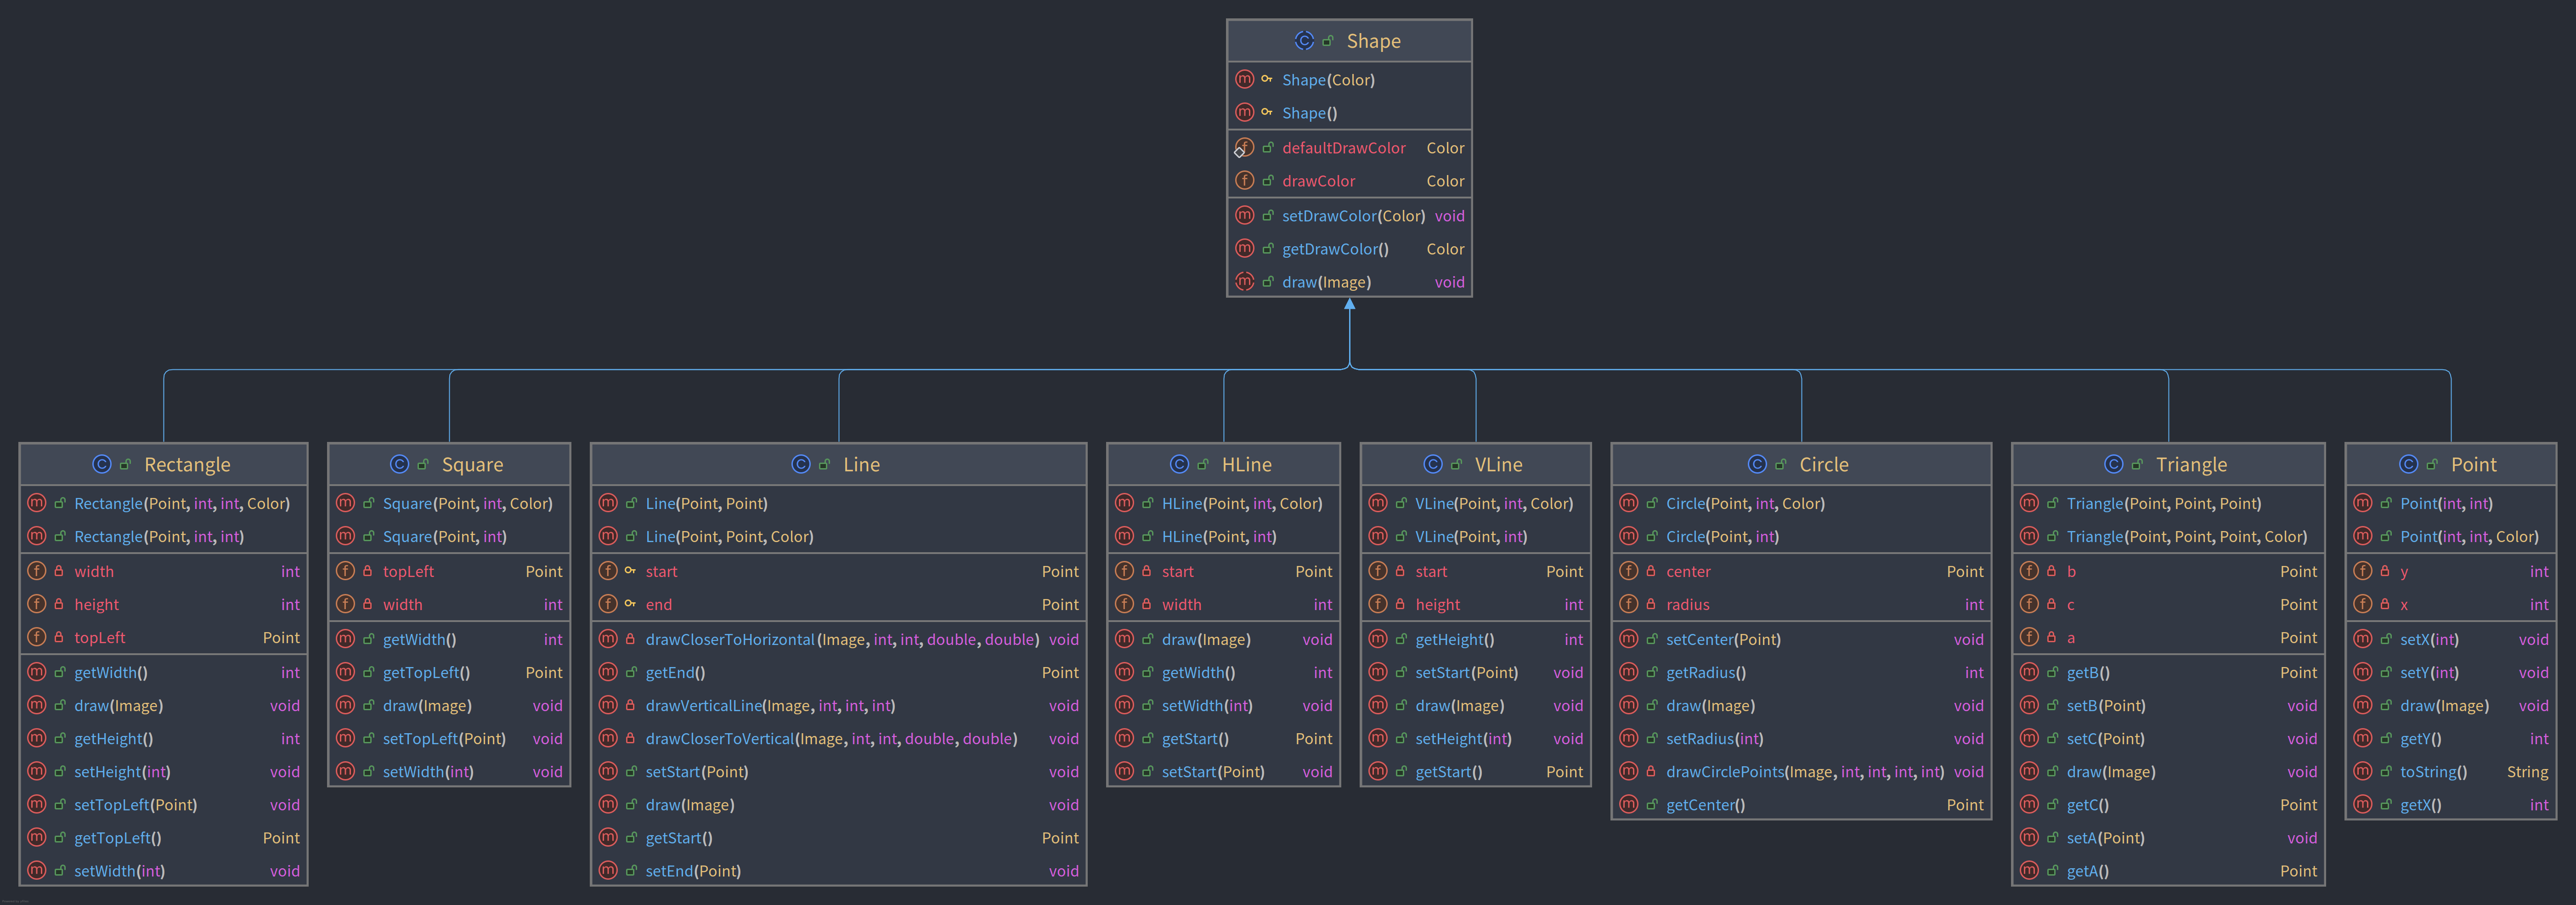 Shape
Shape(Color)
Shape()
defaultDrawColor Color
drawColor Color
setDrawColor(Color) void
getDrawColor() Color
draw(Image) void
Rectangle
Rectangle(Point, int, int, Color)
Rectangle(Point, int, int)
width int
height int
topLeft Point
getWidth() int
draw(Image) void
getHeight() int
setHeight(int) void
setTopLeft(Point) void
getTopLeft() Point
setWidth(int) void
Square
Square(Point, int, Color)
Square(Point, int)
topLeft Point
width int
getWidth() int
getTopLeft() Point
draw(Image) void
setTopLeft(Point) void
setWidth(int) void
Line
Line(Point, Point)
Line(Point, Point, Color)
start Point
end Point
drawCloserToHorizontal(Image, int, int, double, double) void
getEnd() Point
drawVerticalLine(Image, int, int, int) void
drawCloserToVertical(Image, int, int, double, double) void
setStart(Point) void
draw(Image) void
getStart() Point
setEnd(Point) void
HLine
HLine(Point, int, Color)
HLine(Point, int)
start Point
width int
draw(Image) void
getWidth() int
setWidth(int) void
getStart() Point
setStart(Point) void
VLine
VLine(Point, int, Color)
VLine(Point, int)
start Point
height int
getHeight() int
setStart(Point) void
draw(Image) void
setHeight(int) void
getStart() Point
Circle
Circle(Point, int, Color)
Circle(Point, int)
center Point
radius int
setCenter(Point) void
getRadius() int
draw(Image) void
setRadius(int) void
drawCirclePoints(Image, int, int, int, int) void
getCenter() Point
Triangle
Triangle(Point, Point, Point)
Triangle(Point, Point, Point, Color)
b Point
c Point
a Point
getB() Point
setB(Point) void
setC(Point) void
draw(Image) void
getC() Point
setA(Point) void
getA() Point
Point
Point(int, int)
Point(int, int, Color)
y int
x int
setX(int) void
setY(int) void
draw(Image) void
getY() int
toString() String
getX() int